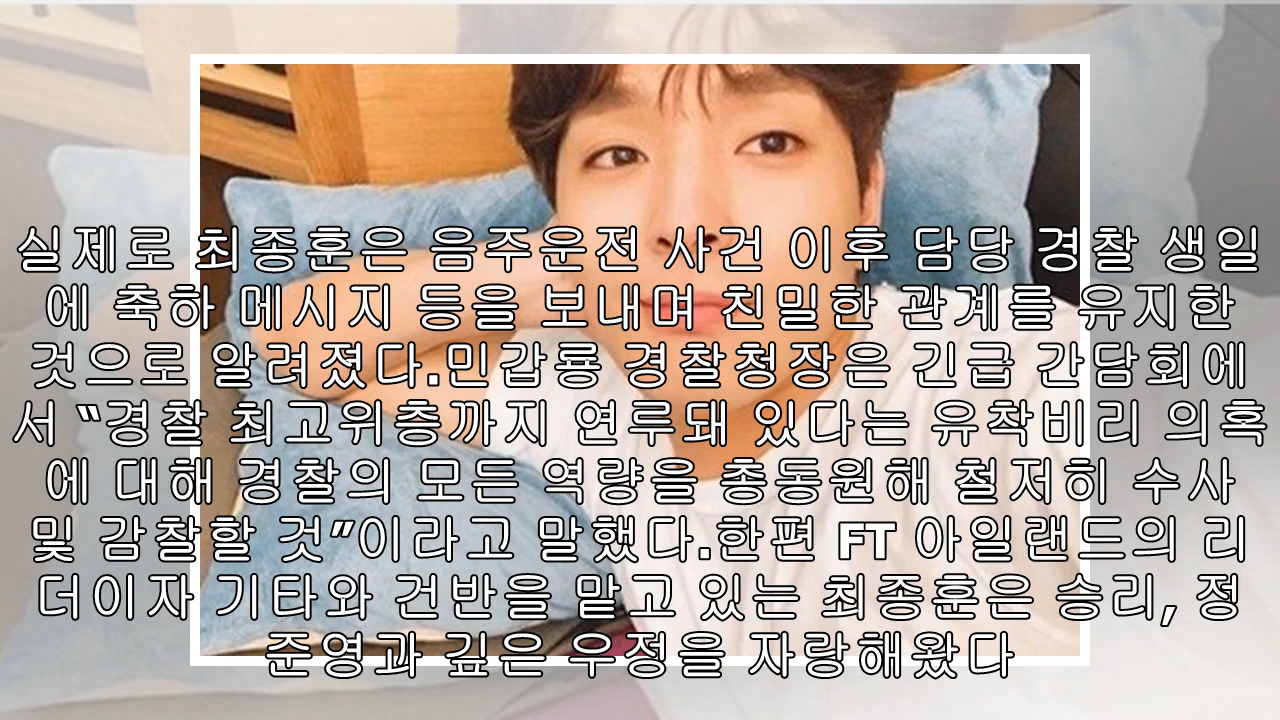 실제로 최종훈은 음주운전 사건 이후 담당 경찰 생일
에 축하 메시지 등을 보내며 친밀한 관계를 유지한
것으로 알려졌다.민갑룡 경찰청장은 긴급 간담회에
서 “경찰 최고위층까지 연루돼 있다는 유착비리 의혹
에 대해 경찰의 모든 역량을 총동원해 철저히 수사
및 감찰할 것”이라고 말했다.한편 FT 아일랜드의 리
더이자 기타와 건반을 맡고 있는 최종훈은 승리, 정
준영과 깊은 우정을 자랑해왔다